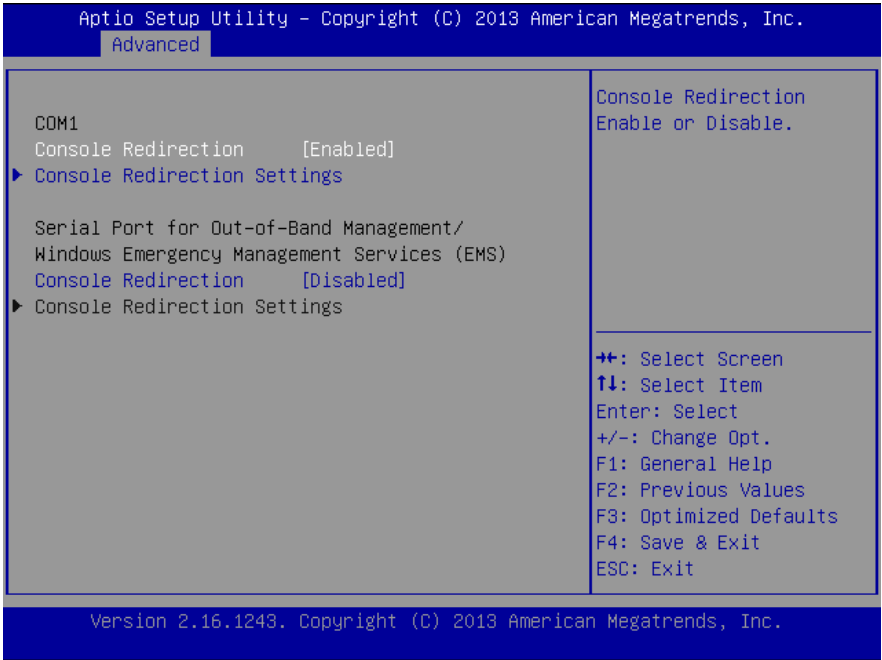 Aptio Setup Utility – Copyright (C) 2013 American Megatrends, Inc.
Advanced
COM1
Console Redirection [Enabled]
▶ Console Redirection Settings
Serial Port for Out-of-Band Management/
Windows Emergency Management Services (EMS)
Console Redirection [Disabled]
▶ Console Redirection Settings
Console Redirection
Enable or Disable.
→←: Select Screen
↑↓: Select Item
Enter: Select
+/-: Change Opt.
F1: General Help
F2: Previous Values
F3: Optimized Defaults
F4: Save & Exit
ESC: Exit
Version 2.16.1243. Copyright (C) 2013 American Megatrends, Inc.